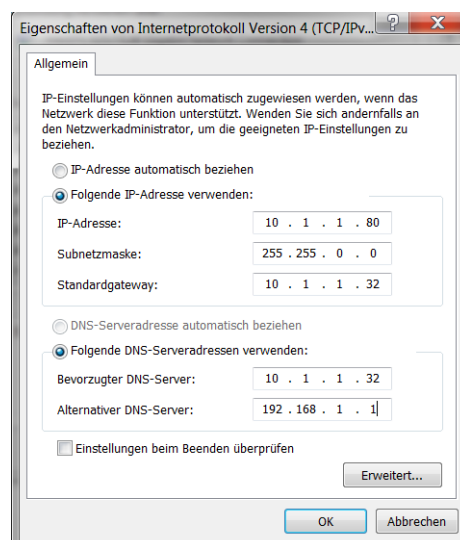 Eigenschaften von Internetprotokoll Version 4 (TCP/IPv...
Allgemein
IP-Einstellungen können automatisch zugewiesen werden, wenn das
Netzwerk diese Funktion unterstützt. Wenden Sie sich andernfalls an
den Netzwerkadministrator, um die geeigneten IP-Einstellungen zu
beziehen.
IP-Adresse automatisch beziehen
Folgende IP-Adresse verwenden:
IP-Adresse: 10 . 1 . 1 . 80
Subnetzmaske: 255 . 255 . 0 . 0
Standardgateway: 10 . 1 . 1 . 32
DNS-Serveradresse automatisch beziehen
Folgende DNS-Serveradressen verwenden:
Bevorzugter DNS-Server: 10 . 1 . 1 . 32
Alternativer DNS-Server: 192 . 168 . 1 . 1
Einstellungen beim Beenden überprüfen
Erweitert...
OK Abbrechen